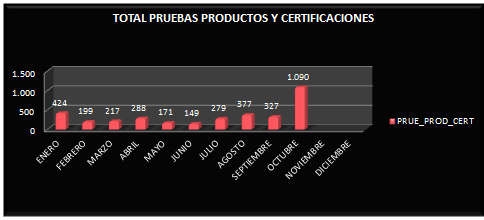 TOTAL PRUEBAS PRODUCTOS Y CERTIFICACIONES
1.500
1.000
500
0
424
199
217
288
171
149
279
377
327
1.090
ENERO
FEBRERO
MARZO
ABRIL
MAYO
JUNIO
JULIO
AGOSTO
SEPTIEMBRE
OCTUBRE
NOVIEMBRE
DICIEMBRE
PRUE_PROD_CERT